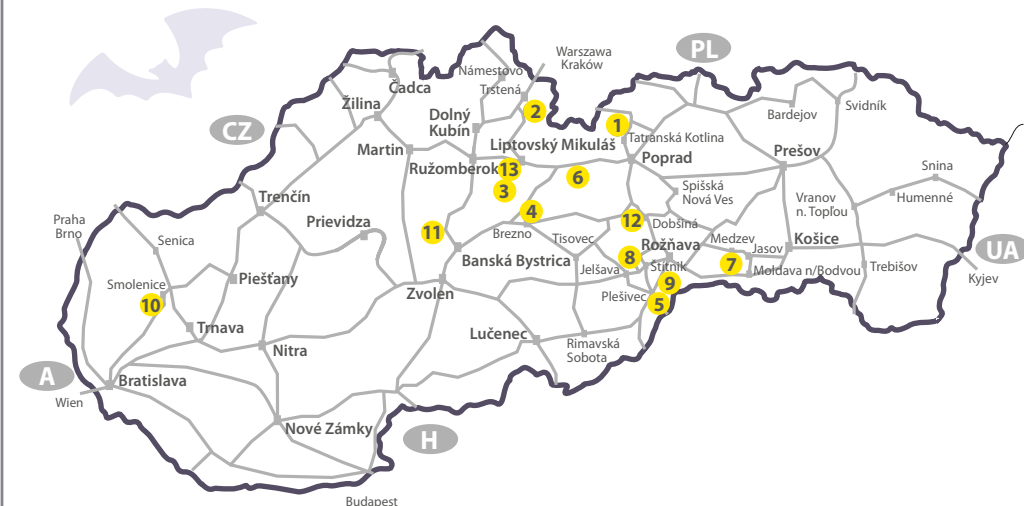 PL
Warszawa
Kraków
Námestovo
Trstená
Čadca
Žilina
CZ
Dolný
Kubín
2
1
Tatranská Kotlina
Bardejov
Svidník
Martin
Liptovský Mikuláš
Ružomberok
13
3
6
Poprad
Prešov
Snina
Humenné
Spišská
Nová Ves
Vranov
n. Topľou
Trenčín
Prievidza
Praha
Brno
Senica
11
4
Brezno
12
Dobšiná
Tisovec
Rožňava
Medzev
Jasov
Košice
UA
Kyjev
Banská Bystrica
Jelšava
8
Štítnik
7
Moldava n/Bodvou
Trebišov
Piešťany
Smolenice
10
Zvolen
9
Plešivec
5
Trnava
Nitra
Lučenec
Rimavská
Sobota
A
Wien
Bratislava
Nové Zámky
H
Budapest